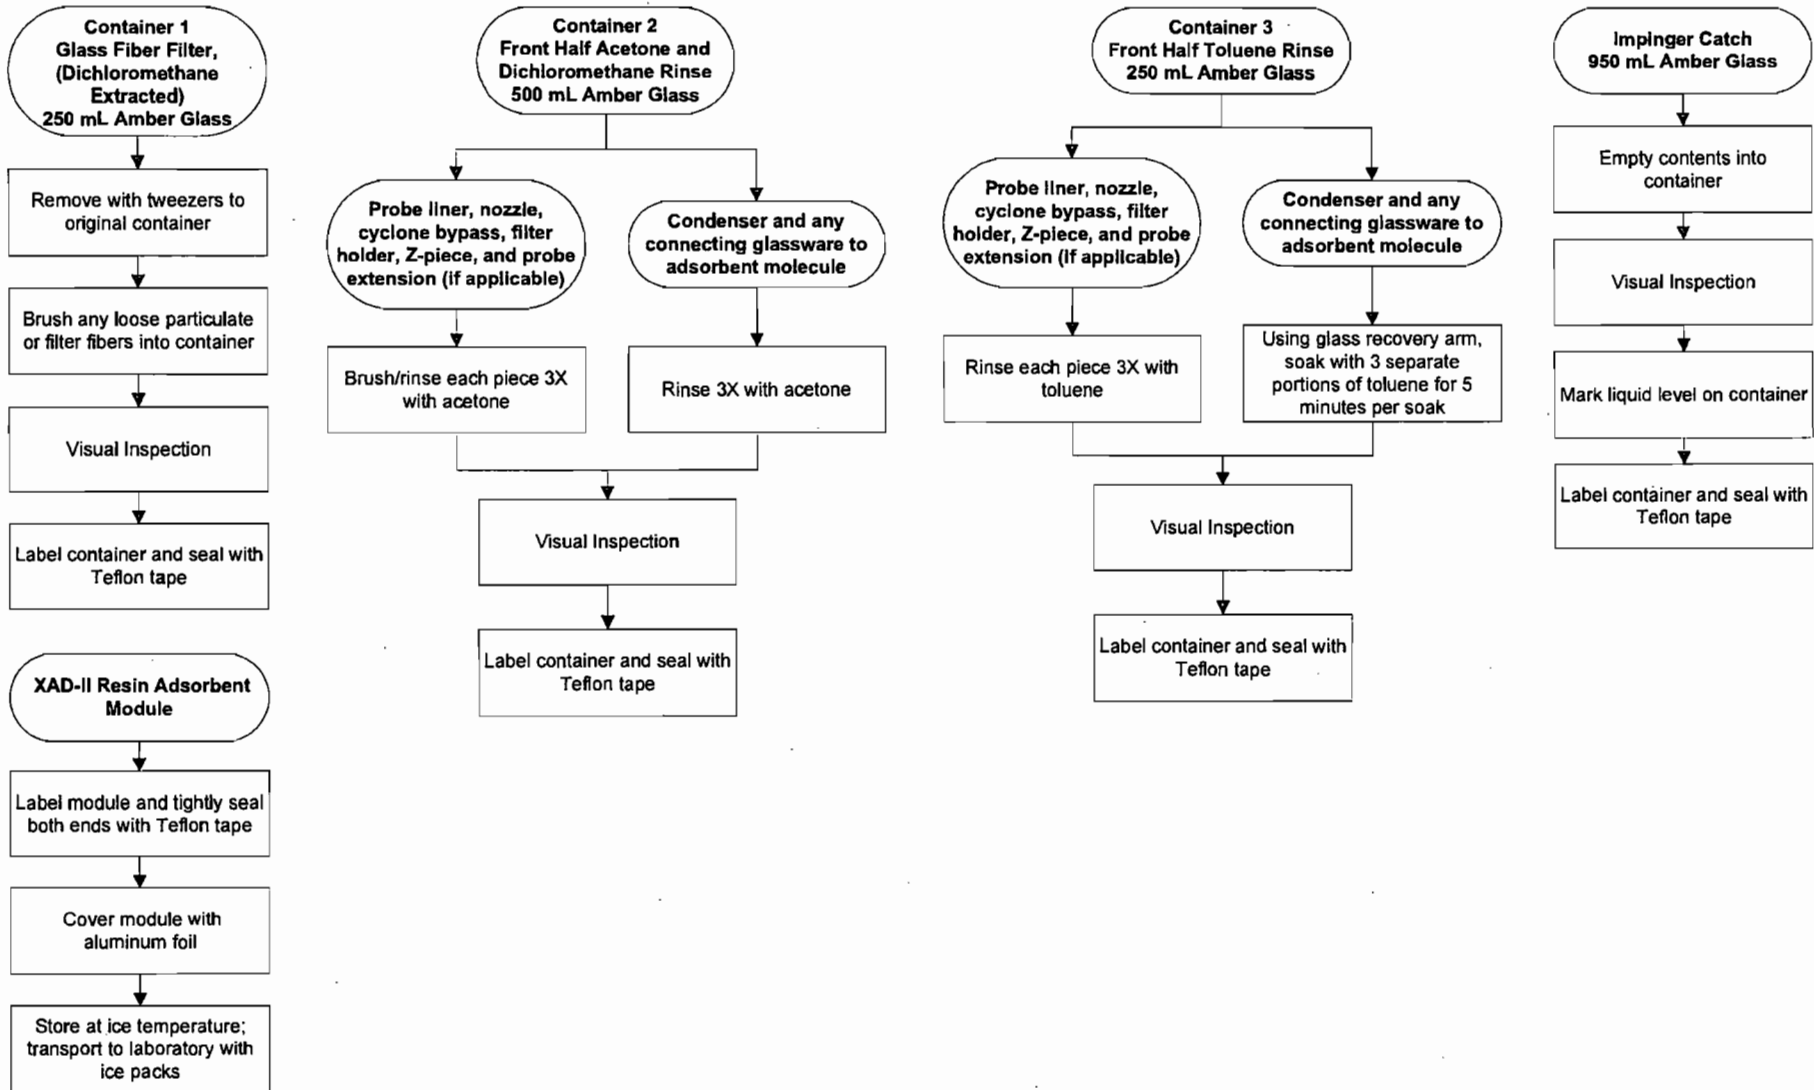 Container 1
Glass Fiber Filter,
(Dichloromethane
Extracted)
250 mL Amber Glass
Remove with tweezers to
original container
Brush any loose particulate
or filter fibers into container
Visual Inspection
Label container and seal with
Teflon tape
XAD-II Resin Adsorbent
Module
Label module and tightly seal
both ends with Teflon tape
Cover module with
aluminum foil
Store at ice temperature;
transport to laboratory with
ice packs
Container 2
Front Half Acetone and
Dichloromethane Rinse
500 mL Amber Glass
Probe liner, nozzle,
cyclone bypass, filter
holder, Z-piece, and probe
extension (if applicable)
Brush/rinse each piece 3X
with acetone
Condenser and any
connecting glassware to
adsorbent molecule
Rinse 3X with acetone
Visual Inspection
Label container and seal with
Teflon tape
Container 3
Front Half Toluene Rinse
250 mL Amber Glass
Probe liner, nozzle,
cyclone bypass, filter
holder, Z-piece, and probe
extension (if applicable)
Rinse each piece 3X with
toluene
Condenser and any
connecting glassware to
adsorbent molecule
Using glass recovery arm,
soak with 3 separate
portions of toluene for 5
minutes per soak
Visual Inspection
Label container and seal with
Teflon tape
Impinger Catch
950 mL Amber Glass
Empty contents into
container
Visual Inspection
Mark liquid level on container
Label container and seal with
Teflon tape